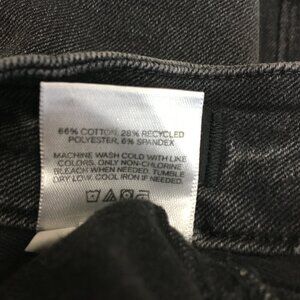 66% COTTON, 28% RECYCLED
POLYESTER, 6% SPANDEX
MACHINE WASH COLD WITH LIKE
COLORS. ONLY NON-CHLORINE
BLEACH WHEN NEEDED. TUMBLE
DRY LOW. COOL IRON IF NEEDED.